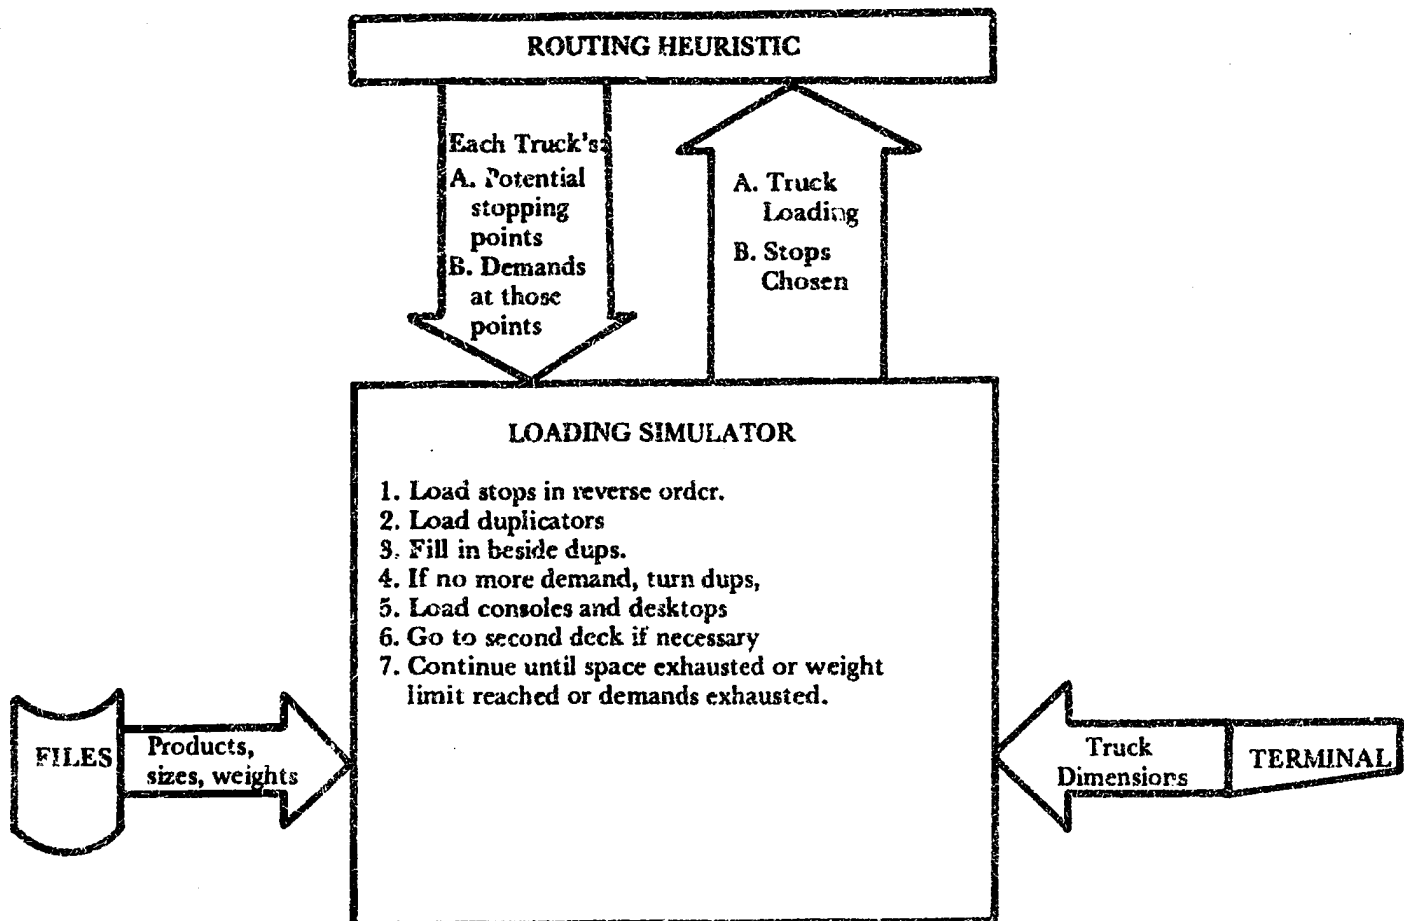 ROUTING HEURISTIC
Each Truck's:
A. Potential
stopping
points
B. Demands
at those
points
A. Truck
Loading
B. Stops
Chosen
LOADING SIMULATOR
1. Load stops in reverse order.
2. Load duplicators
3. Fill in beside dups.
4. If no more demand, turn dups,
5. Load consoles and desktops
6. Go to second deck if necessary
7. Continue until space exhausted or weight
limit reached or demands exhausted.
FILES
Products,
sizes, weights
Truck
Dimensions
TERMINAL